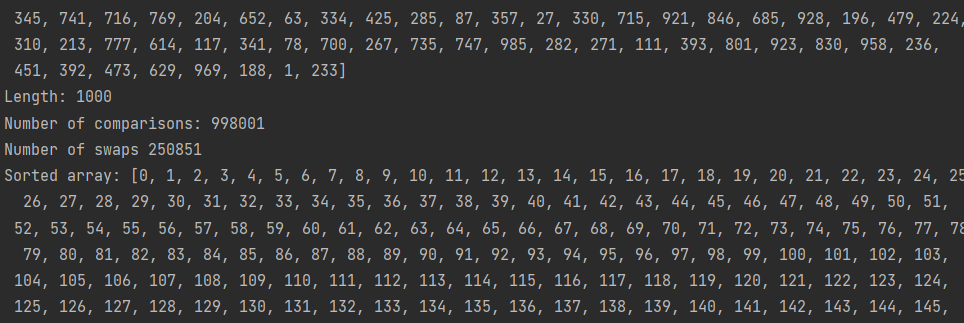 345, 741, 716, 769, 204, 652, 63, 334, 425, 285, 87, 357, 27, 330, 715, 921, 846, 685, 928, 196, 479, 224,
310, 213, 777, 614, 117, 341, 78, 700, 267, 735, 747, 985, 282, 271, 111, 393, 801, 923, 830, 958, 236,
451, 392, 473, 629, 969, 188, 1, 233]
Length: 1000
Number of comparisons: 998001
Number of swaps 250851
Sorted array: [0, 1, 2, 3, 4, 5, 6, 7, 8, 9, 10, 11, 12, 13, 14, 15, 16, 17, 18, 19, 20, 21, 22, 23, 24, 25
26, 27, 28, 29, 30, 31, 32, 33, 34, 35, 36, 37, 38, 39, 40, 41, 42, 43, 44, 45, 46, 47, 48, 49, 50, 51,
52, 53, 54, 55, 56, 57, 58, 59, 60, 61, 62, 63, 64, 65, 66, 67, 68, 69, 70, 71, 72, 73, 74, 75, 76, 77, 78
79, 80, 81, 82, 83, 84, 85, 86, 87, 88, 89, 90, 91, 92, 93, 94, 95, 96, 97, 98, 99, 100, 101, 102, 103,
104, 105, 106, 107, 108, 109, 110, 111, 112, 113, 114, 115, 116, 117, 118, 119, 120, 121, 122, 123, 124,
125, 126, 127, 128, 129, 130, 131, 132, 133, 134, 135, 136, 137, 138, 139, 140, 141, 142, 143, 144, 145,